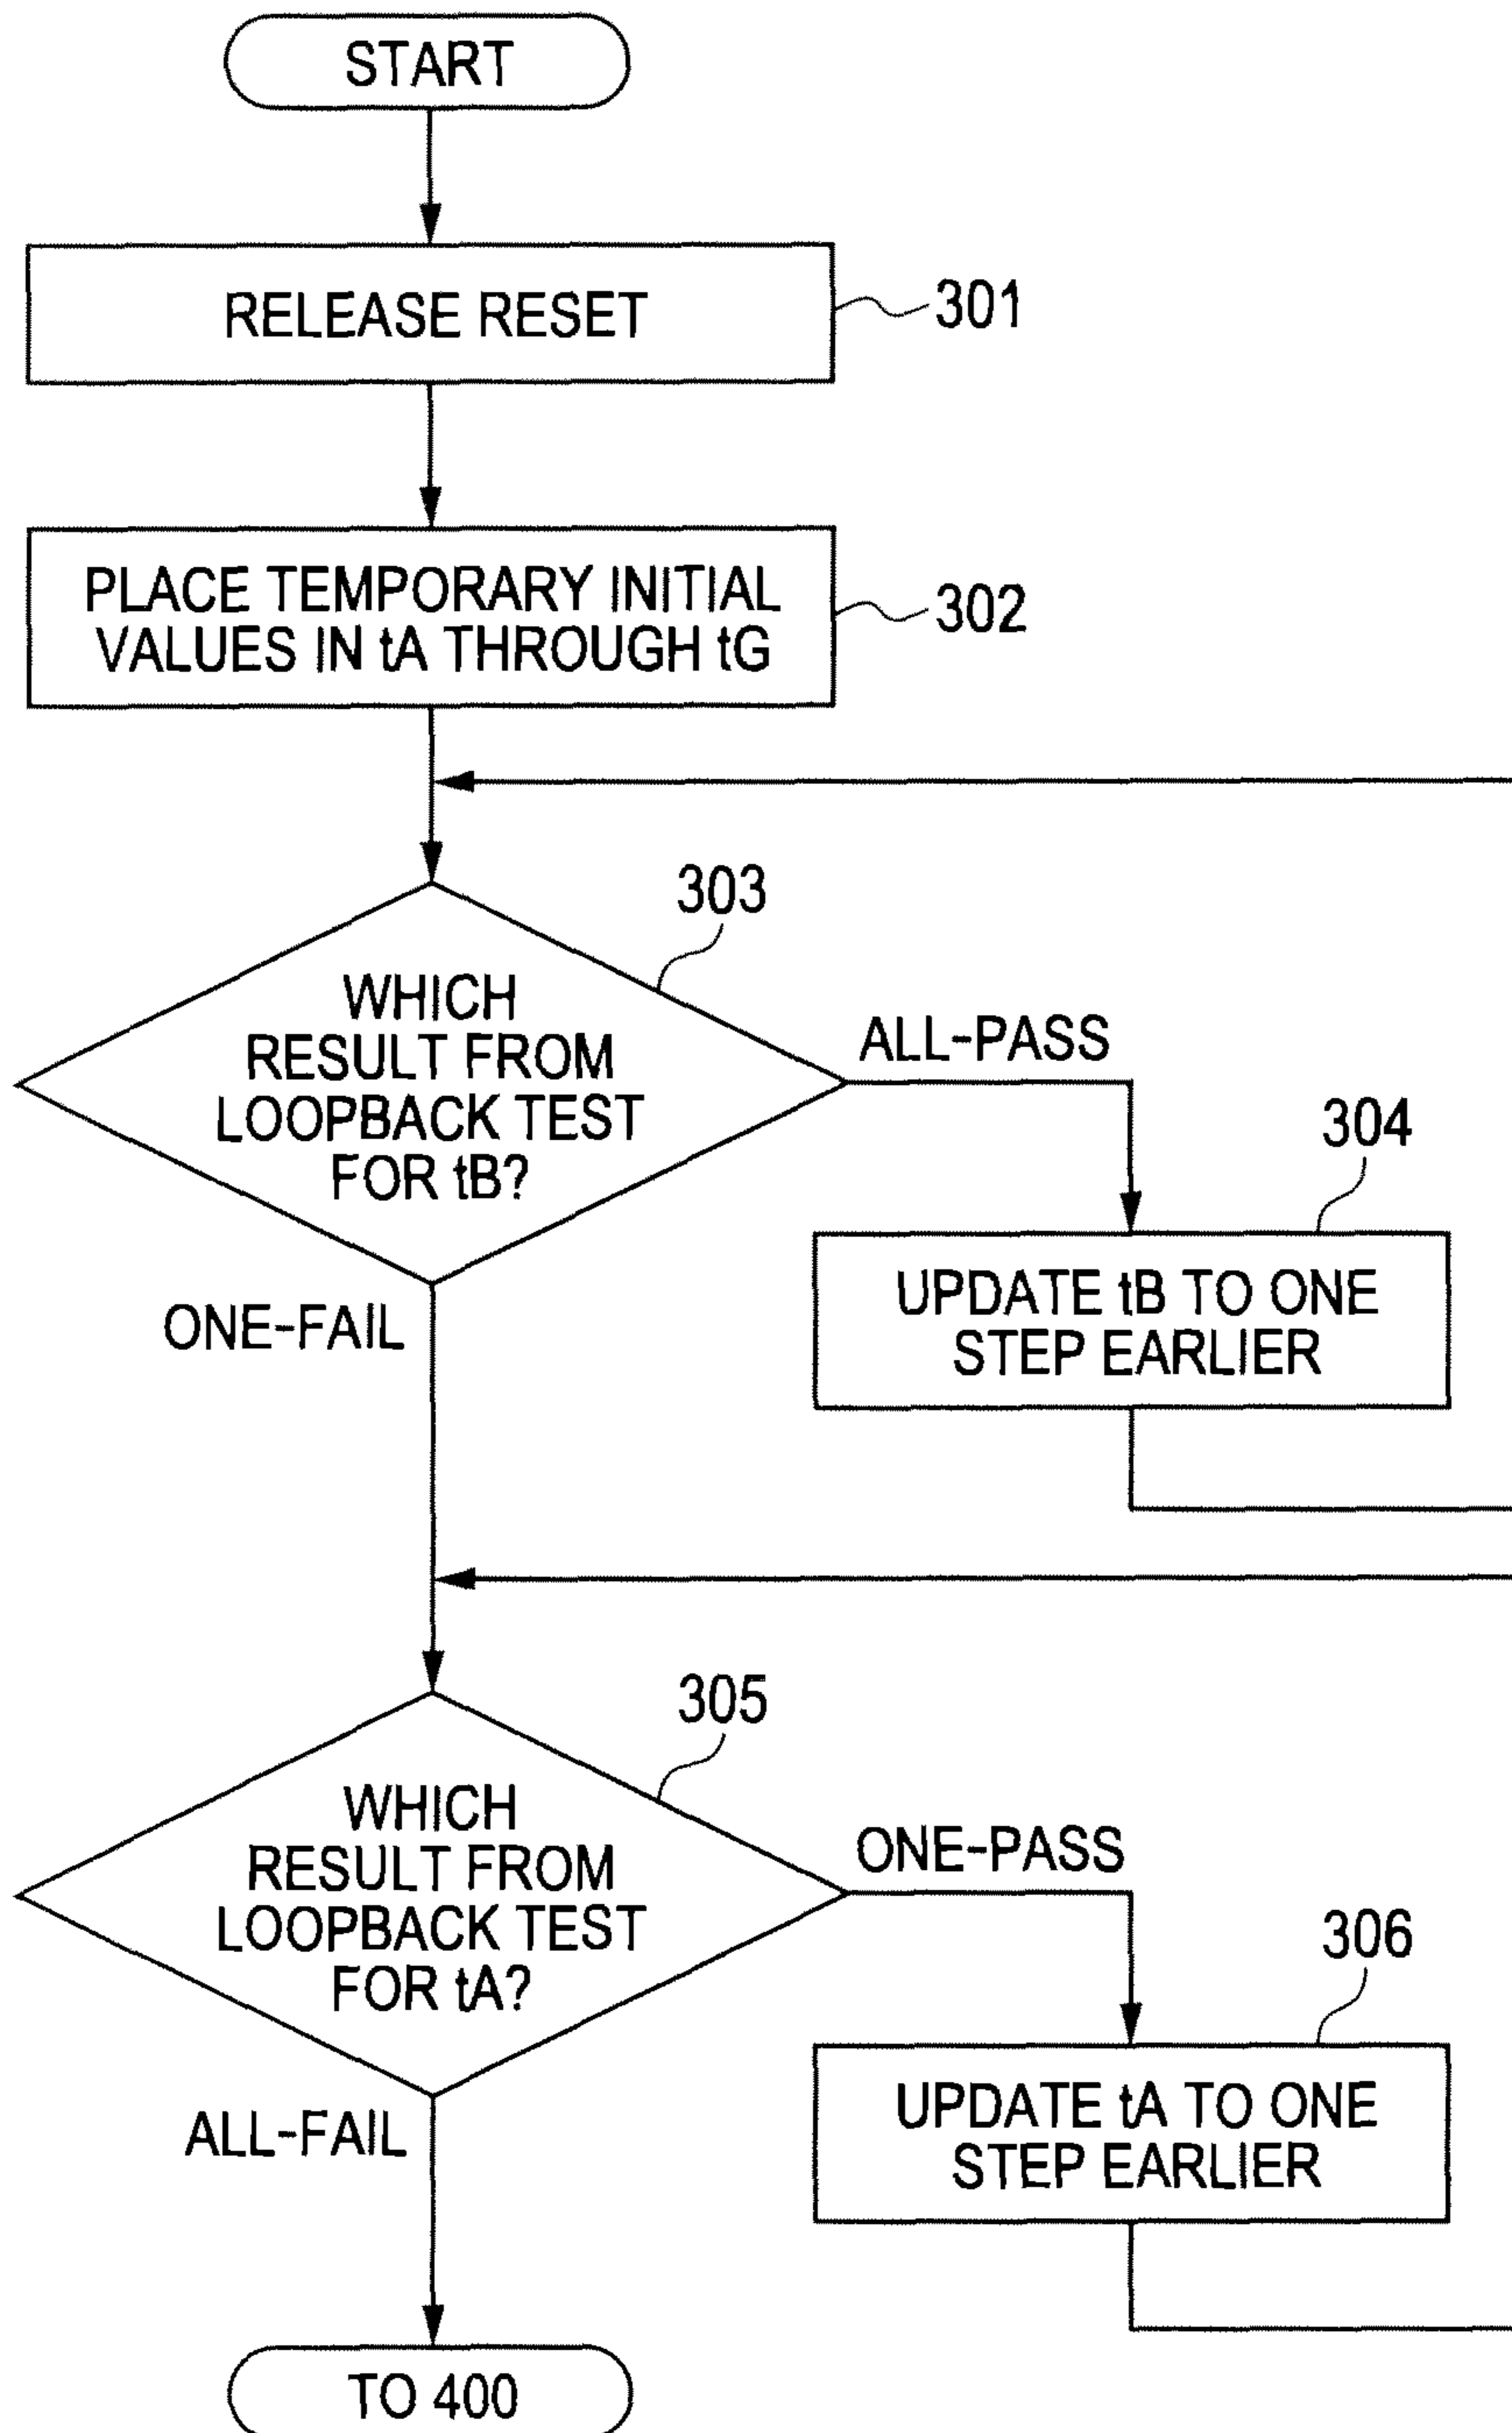 START
RELEASE RESET
301
PLACE TEMPORARY INITIAL
VALUES IN tA THROUGH tG
302
303
WHICH
RESULT FROM
LOOPBACK TEST
FOR tB?
ALL-PASS
304
UPDATE tB TO ONE
STEP EARLIER
ONE-FAIL
305
WHICH
RESULT FROM
LOOPBACK TEST
FOR tA?
ONE-PASS
306
UPDATE tA TO ONE
STEP EARLIER
ALL-FAIL
TO 400